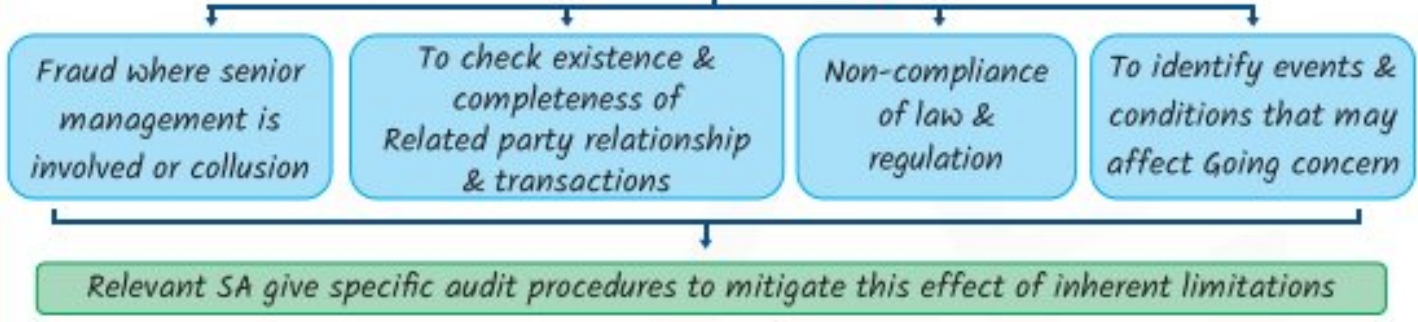 Fraud where senior
management is
involved or collusion
To check existence &
completeness of
Related party relationship
& transactions
Non-compliance
of law &
regulation
To identify events &
conditions that may
affect Going concern
Relevant SA give specific audit procedures to mitigate this effect of inherent limitations